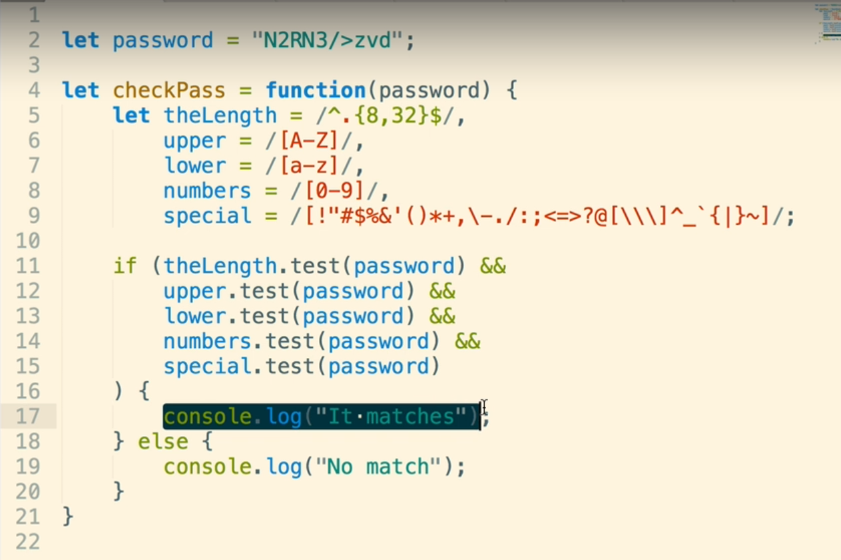 1
2 let password = "N2RN3/>zvd";
3
4 let checkPass = function(password) {
5 let theLength = /^.{8,32}$/,
6 upper = /[A-Z]/,
7 lower = /[a-z]/,
8 numbers = /[0-9]/,
9 special = /[!"#$%&'()*+,\-./:;<=>?@[\\\]^_`{|}~]/;
10
11 if (theLength.test(password) &&
12 upper.test(password) &&
13 lower.test(password) &&
14 numbers.test(password) &&
15 special.test(password)
16 ) {
17 console.log("It·matches");
18 } else {
19 console.log("No match");
20 }
21 }
22